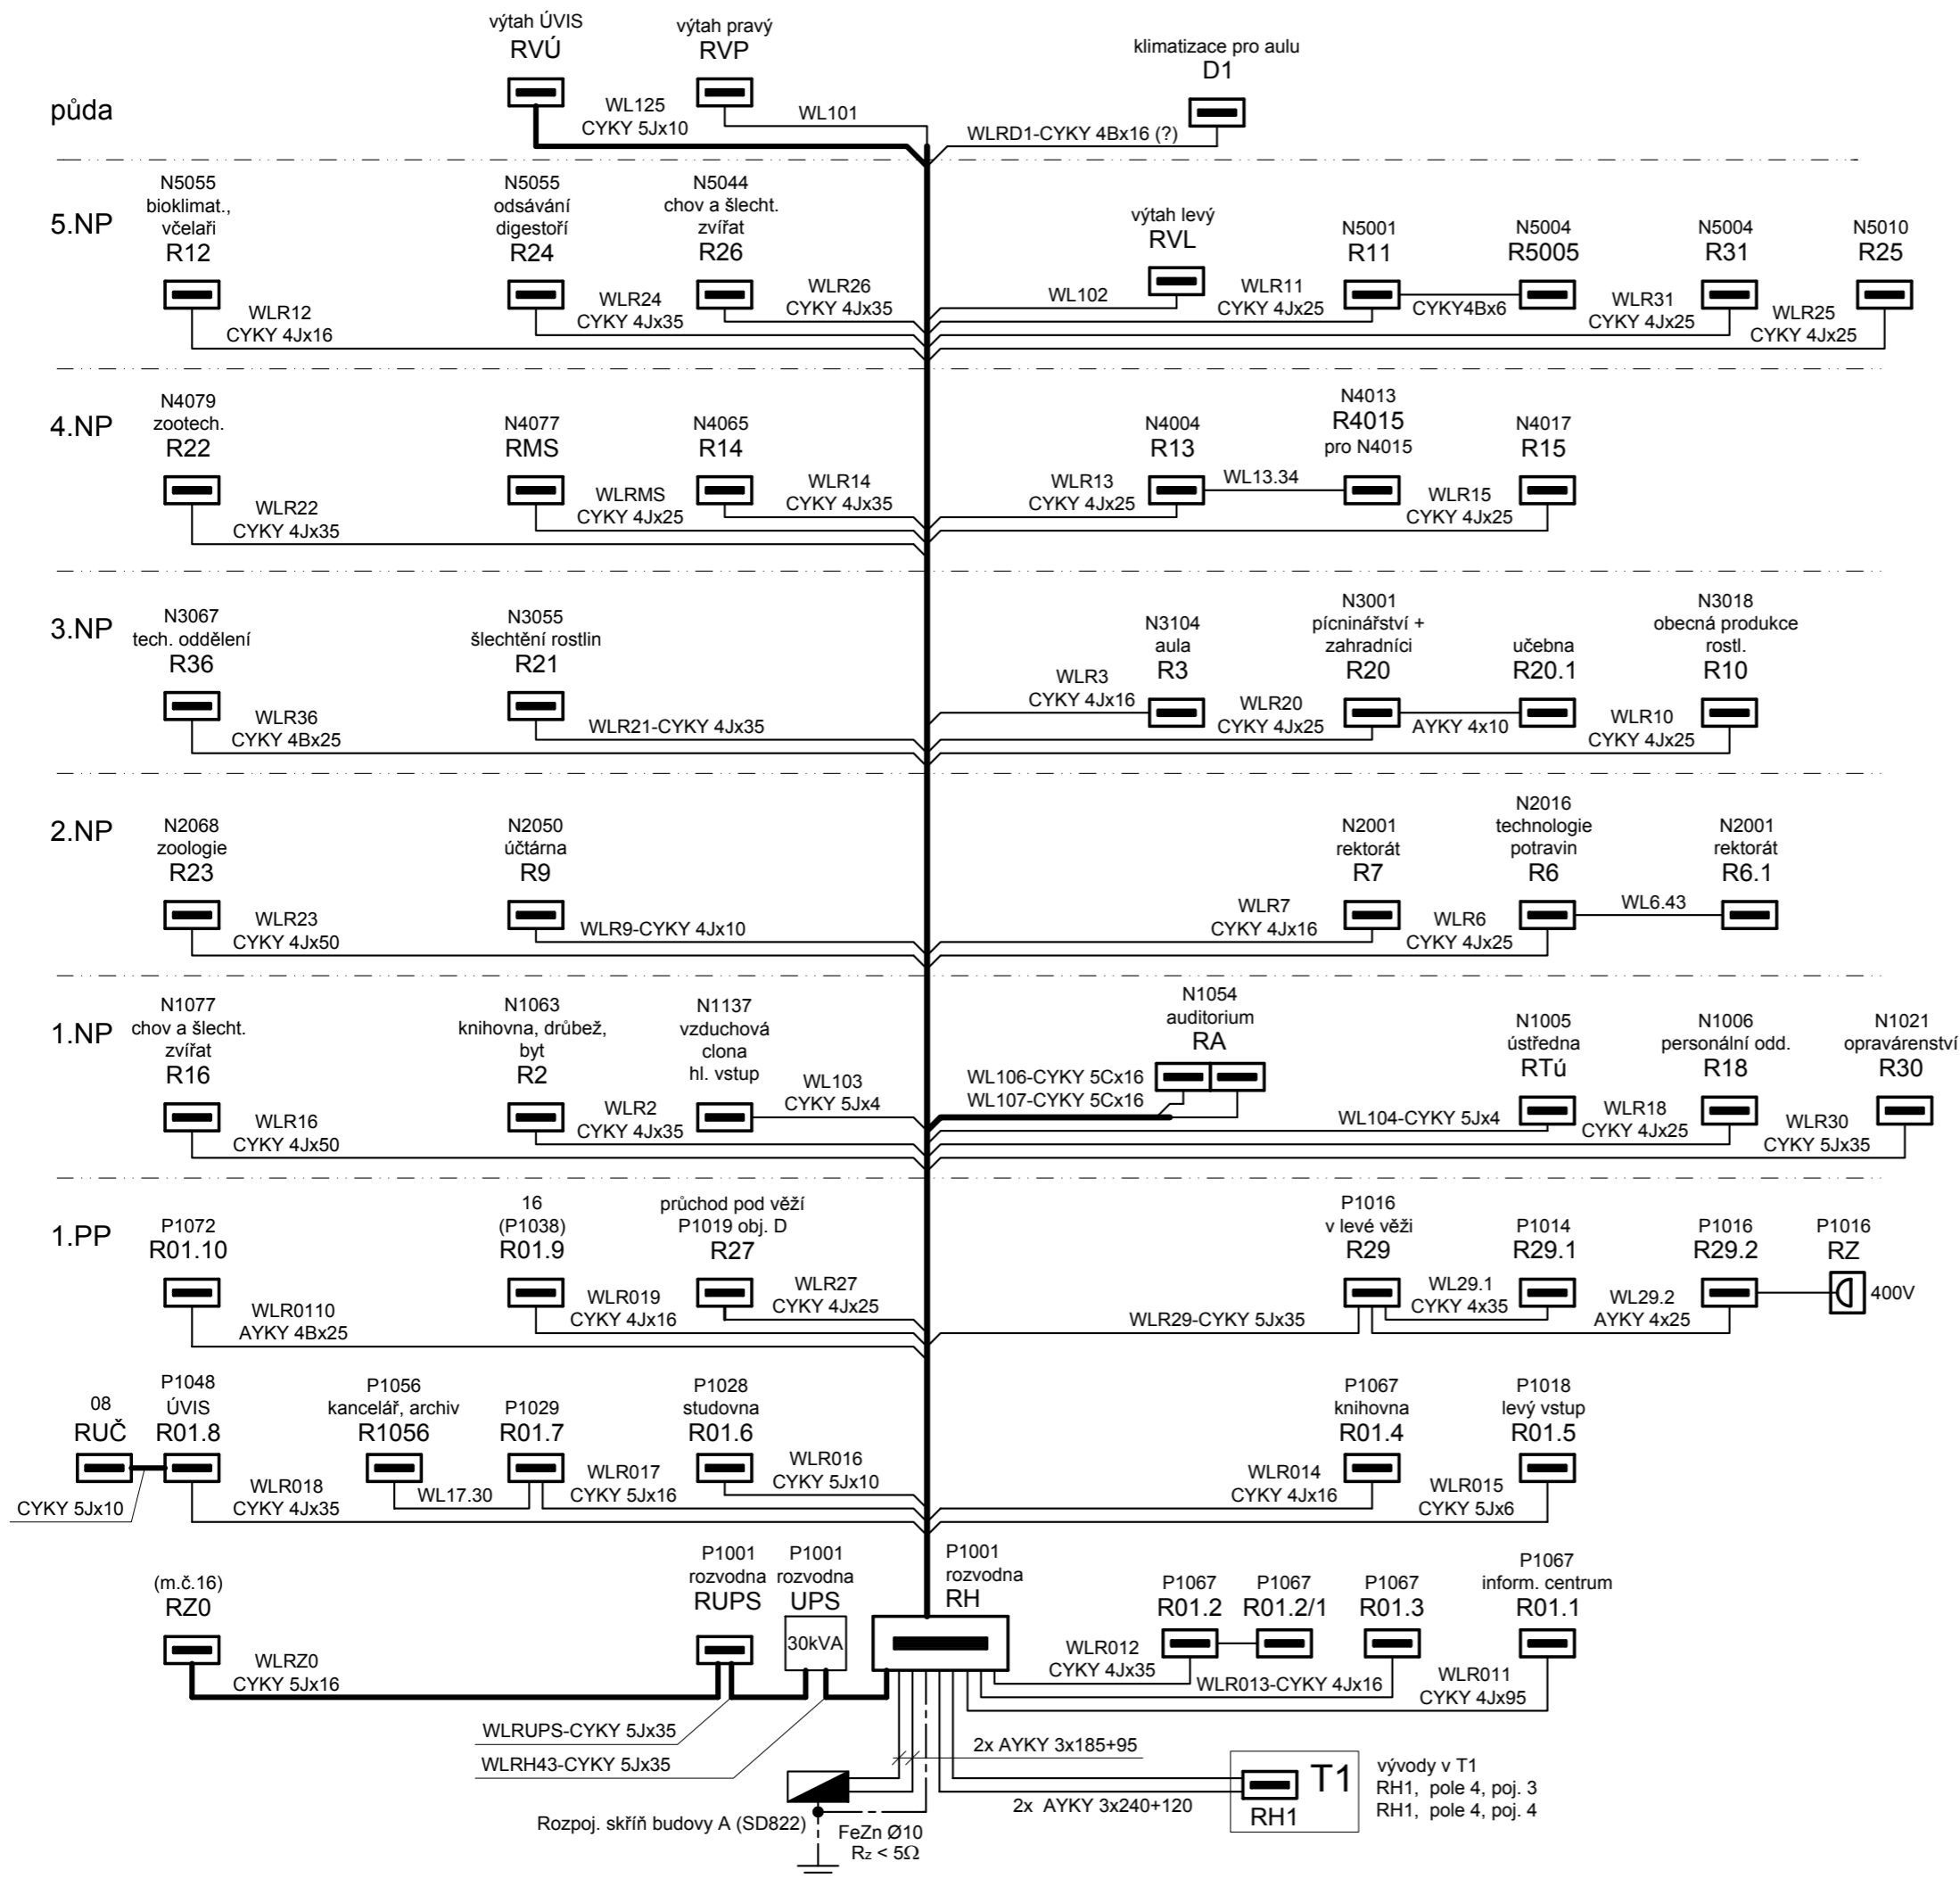 výtah ÚVIS
RVÚ
výtah pravý
RVP
klimatizace pro aulu
D1
půda
WL125
CYKY 5Jx10
WL101
WLRD1-CYKY 4Bx16 (?)
5.NP
N5055
bioklimat.,
včelaři
R12
N5055
odsávání
digestoří
R24
N5044
chov a šlecht.
zvířat
R26
výtah levý
RVL
N5001
R11
N5004
R5005
N5004
R31
N5010
R25
WLR12
CYKY 4Jx16
WLR24
CYKY 4Jx35
WLR26
CYKY 4Jx35
WL102
WLR11
CYKY 4Jx25
CYKY4Bx6
WLR31
CYKY 4Jx25
WLR25
CYKY 4Jx25
4.NP
N4079
zootech.
R22
N4077
RMS
N4065
R14
N4004
R13
N4013
R4015
pro N4015
N4017
R15
WLR22
CYKY 4Jx35
WLRMS
CYKY 4Jx25
WLR14
CYKY 4Jx35
WLR13
CYKY 4Jx25
WL13.34
WLR15
CYKY 4Jx25
3.NP
N3067
tech. oddělení
R36
N3055
šlechtění rostlin
R21
N3104
aula
R3
N3001
pícninářství +
zahradníci
R20
učebna
R20.1
N3018
obecná produkce
rostl.
R10
WLR36
CYKY 4Bx25
WLR21-CYKY 4Jx35
WLR3
CYKY 4Jx16
WLR20
CYKY 4Jx25
AYKY 4x10
WLR10
CYKY 4Jx25
2.NP
N2068
zoologie
R23
N2050
účtárna
R9
N2001
rektorát
R7
N2016
technologie
potravin
R6
N2001
rektorát
R6.1
WLR23
CYKY 4Jx50
WLR9-CYKY 4Jx10
WLR7
CYKY 4Jx16
WLR6
CYKY 4Jx25
WL6.43
1.NP
N1077
chov a šlecht.
zvířat
R16
N1063
knihovna, drůbež,
byt
R2
N1137
vzduchová
clona
hl. vstup
N1054
auditorium
RA
N1005
ústředna
RTú
N1006
personální odd.
R18
N1021
opravárenství
R30
WLR16
CYKY 4Jx50
WLR2
CYKY 4Jx35
WL103
CYKY 5Jx4
WL106-CYKY 5Cx16
WL107-CYKY 5Cx16
WL104-CYKY 5Jx4
WLR18
CYKY 4Jx25
WLR30
CYKY 5Jx35
1.PP
P1072
R01.10
16
(P1038)
R01.9
průchod pod věží
P1019 obj. D
R27
P1016
v levé věži
R29
P1014
R29.1
P1016
R29.2
P1016
RZ
400V
WLR0110
AYKY 4Bx25
WLR019
CYKY 4Jx16
WLR27
CYKY 4Jx25
WLR29-CYKY 5Jx35
WL29.1
CYKY 4x35
WL29.2
AYKY 4x25
08
RUČ
P1048
ÚVIS
R01.8
P1056
kancelář, archiv
R1056
P1029
R01.7
P1028
studovna
R01.6
P1067
knihovna
R01.4
P1018
levý vstup
R01.5
CYKY 5Jx10
WLR018
CYKY 4Jx35
WL17.30
WLR017
CYKY 5Jx16
WLR016
CYKY 5Jx10
WLR014
CYKY 4Jx16
WLR015
CYKY 5Jx6
(m.č.16)
RZ0
P1001
rozvodna
RUPS
P1001
rozvodna
UPS
30kVA
P1001
rozvodna
RH
P1067
R01.2
P1067
R01.2/1
P1067
R01.3
P1067
inform. centrum
R01.1
WLRZ0
CYKY 5Jx16
WLR012
CYKY 4Jx35
WLR013-CYKY 4Jx16
WLR011
CYKY 4Jx95
WLRUPS-CYKY 5Jx35
WLRH43-CYKY 5Jx35
2x AYKY 3x185+95
2x AYKY 3x240+120
T1
RH1
vývody v T1
RH1, pole 4, poj. 3
RH1, pole 4, poj. 4
Rozpoj. skříň budovy A (SD822)
FeZn Ø10
Rz < 5Ω